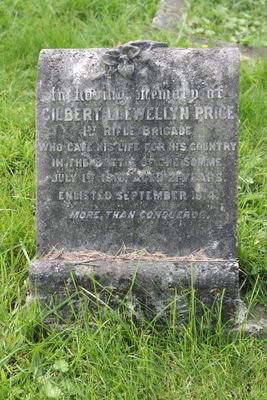 In Loving Memory of
GILBERT LLEWELLYN PRICE
1ST RIFLE BRIGADE
WHO GAVE HIS LIFE FOR HIS COUNTRY
IN THE BATTLE OF THE SOMME
JULY 1ST 1916 AGED 21 YEARS
ENLISTED SEPTEMBER 1914.
MORE, THAN CONQUEROR.